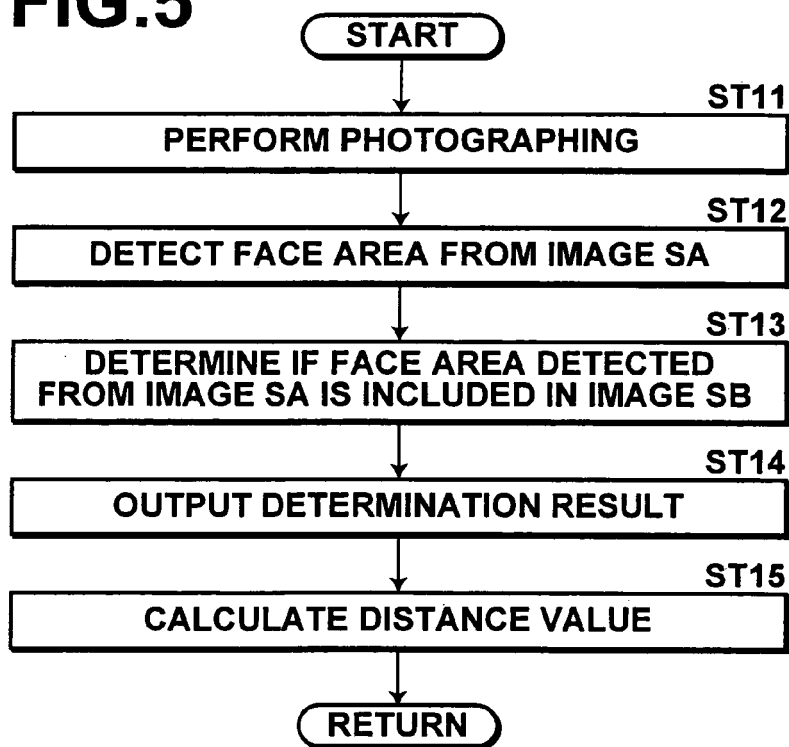 FIG.5
START
ST11
PERFORM PHOTOGRAPHING
ST12
DETECT FACE AREA FROM IMAGE SA
ST13
DETERMINE IF FACE AREA DETECTED
FROM IMAGE SA IS INCLUDED IN IMAGE SB
ST14
OUTPUT DETERMINATION RESULT
ST15
CALCULATE DISTANCE VALUE
RETURN